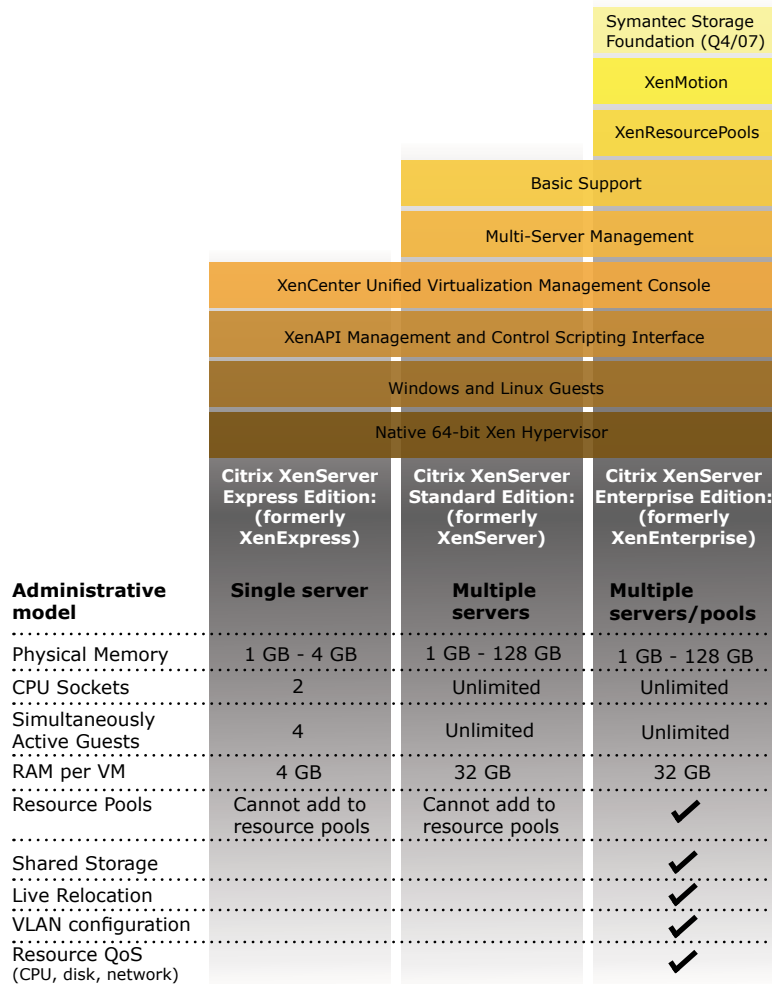 Symantec Storage
Foundation (Q4/07)
XenMotion
XenResourcePools
Basic Support
Multi-Server Management
XenCenter Unified Virtualization Management Console
XenAPI Management and Control Scripting Interface
Windows and Linux Guests
Native 64-bit Xen Hypervisor
Citrix XenServer
Express Edition:
(formerly
XenExpress)
Citrix XenServer
Standard Edition:
(formerly
XenServer)
Citrix XenServer
Enterprise Edition:
(formerly
XenEnterprise)
Administrative
model
Single server
Multiple
servers
Multiple
servers/pools
Physical Memory 1 GB - 4 GB 1 GB - 128 GB 1 GB - 128 GB
CPU Sockets 2 Unlimited Unlimited
Simultaneously
Active Guests
4 Unlimited Unlimited
RAM per VM 4 GB 32 GB 32 GB
Resource Pools
Cannot add to
resource pools
Cannot add to
resource pools
✓
Shared Storage ✓
Live Relocation ✓
VLAN configuration ✓
Resource QoS
(CPU, disk, network)
✓